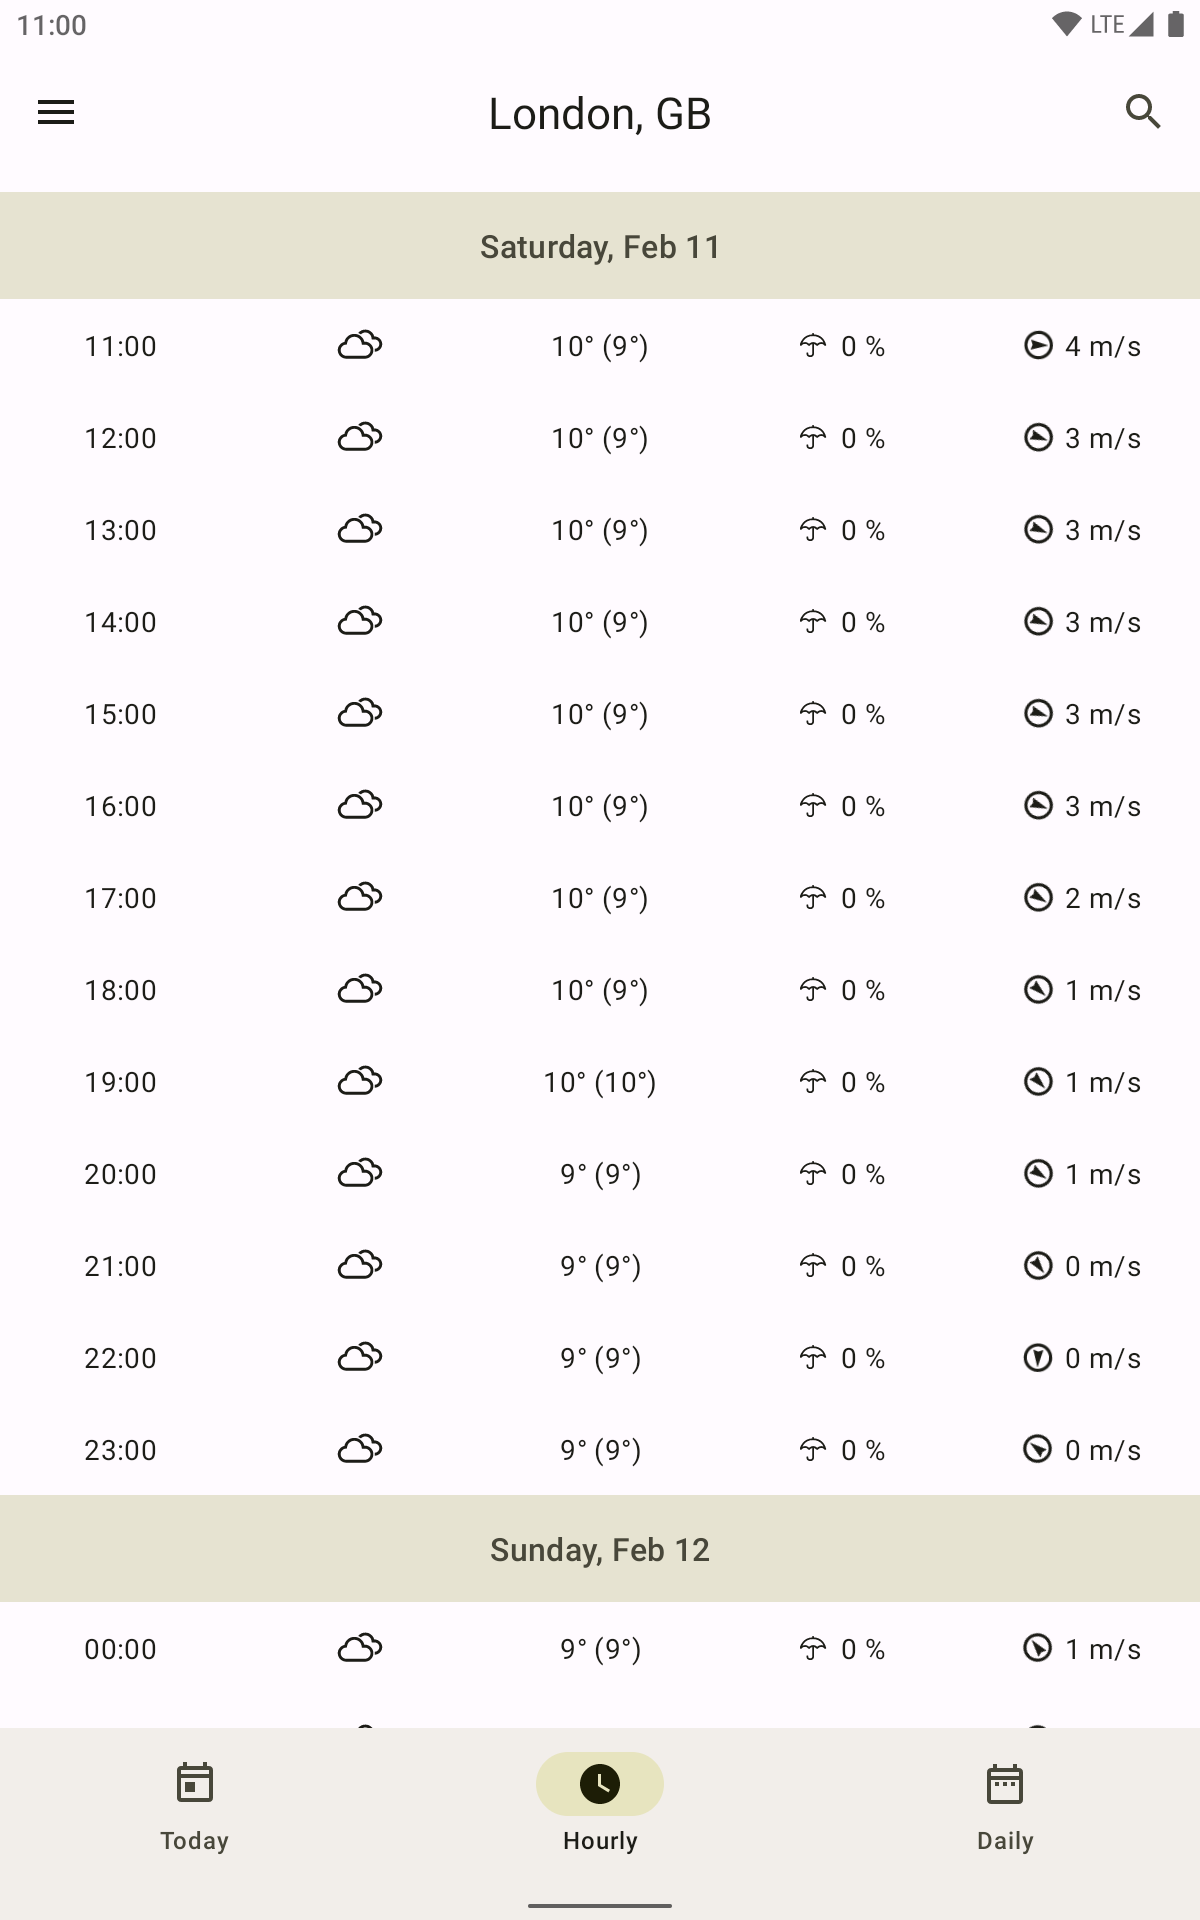 11:00 LTE
London, GB
Saturday, Feb 11
11:00 10° (9°) 0 % 4 m/s
12:00 10° (9°) 0 % 3 m/s
13:00 10° (9°) 0 % 3 m/s
14:00 10° (9°) 0 % 3 m/s
15:00 10° (9°) 0 % 3 m/s
16:00 10° (9°) 0 % 3 m/s
17:00 10° (9°) 0 % 2 m/s
18:00 10° (9°) 0 % 1 m/s
19:00 10° (10°) 0 % 1 m/s
20:00 9° (9°) 0 % 1 m/s
21:00 9° (9°) 0 % 0 m/s
22:00 9° (9°) 0 % 0 m/s
23:00 9° (9°) 0 % 0 m/s
Sunday, Feb 12
00:00 9° (9°) 0 % 1 m/s
Today Hourly Daily